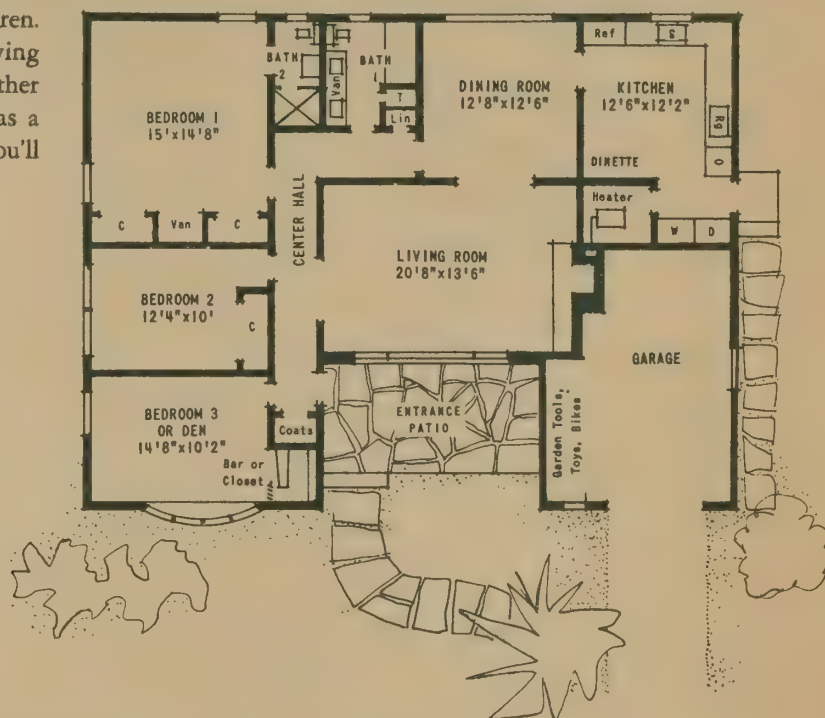 ren.
ving
ther
as a
ou'll
BATH
2
Van
BATH
1
T
Lin
Ref
S
KITCHEN
12'6"x12'2"
Rg
O
DINETTE
DINING ROOM
12'8"x12'6"
BEDROOM 1
15'x14'8"
C
Van
C
CENTER HALL
Heater
W
D
LIVING ROOM
20'8"x13'6"
BEDROOM 2
12'4"x10'
C
GARAGE
BEDROOM 3
OR DEN
14'8"x10'2"
Coats
Bar or
Closet
ENTRANCE
PATIO
Garden Tools,
Toys, Bikes